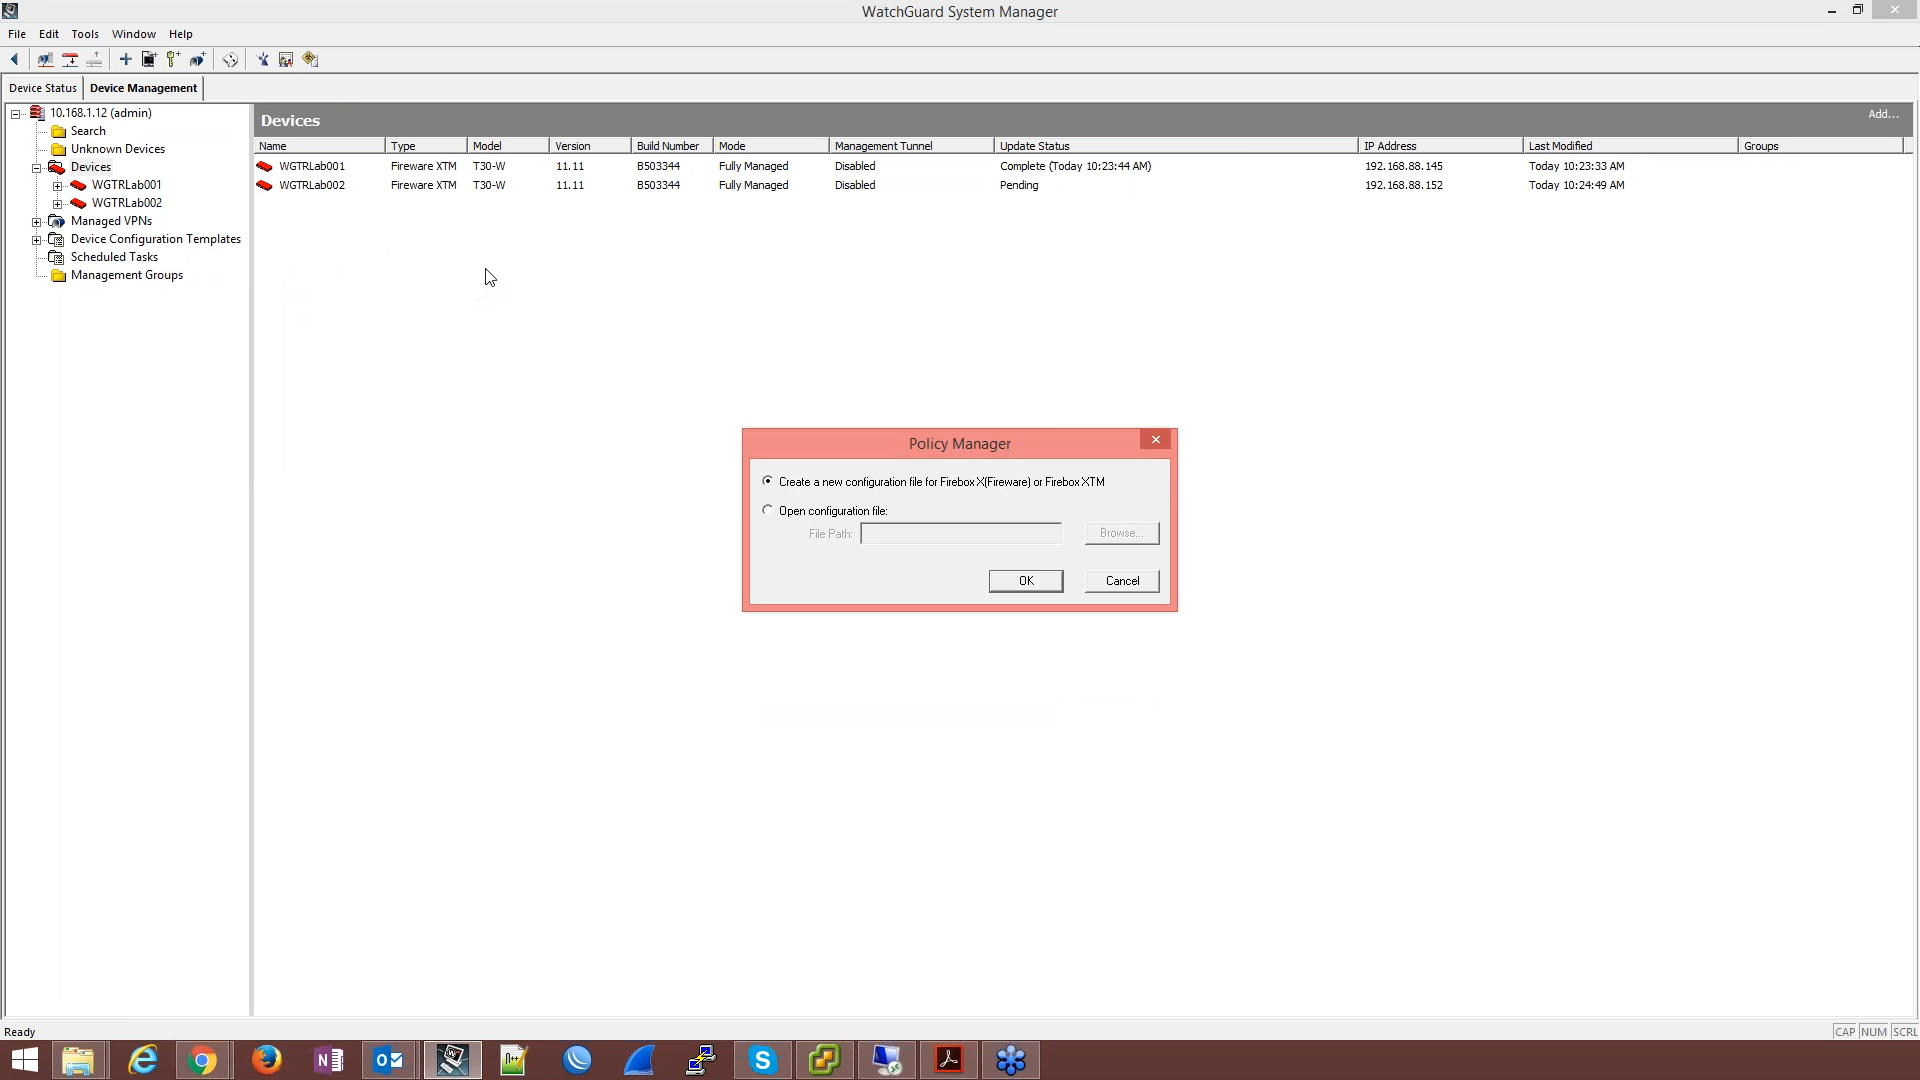 WatchGuard System Manager
File Edit Tools Window Help
Device Status Device Management
10.168.1.12 (admin)
Search
Unknown Devices
Devices
WGTRLab001
WGTRLab002
Managed VPNs
Device Configuration Templates
Scheduled Tasks
Management Groups
Devices Add...
Name Type Model Version Build Number Mode Management Tunnel Update Status IP Address Last Modified Groups
WGTRLab001 Fireware XTM T30-W 11.11 B503344 Fully Managed Disabled Complete (Today 10:23:44 AM) 192.168.88.145 Today 10:23:33 AM
WGTRLab002 Fireware XTM T30-W 11.11 B503344 Fully Managed Disabled Pending 192.168.88.152 Today 10:24:49 AM
Policy Manager
Create a new configuration file for Firebox X(Fireware) or Firebox XTM
Open configuration file:
File Path: Browse...
OK Cancel
Ready CAP NUM SCRL